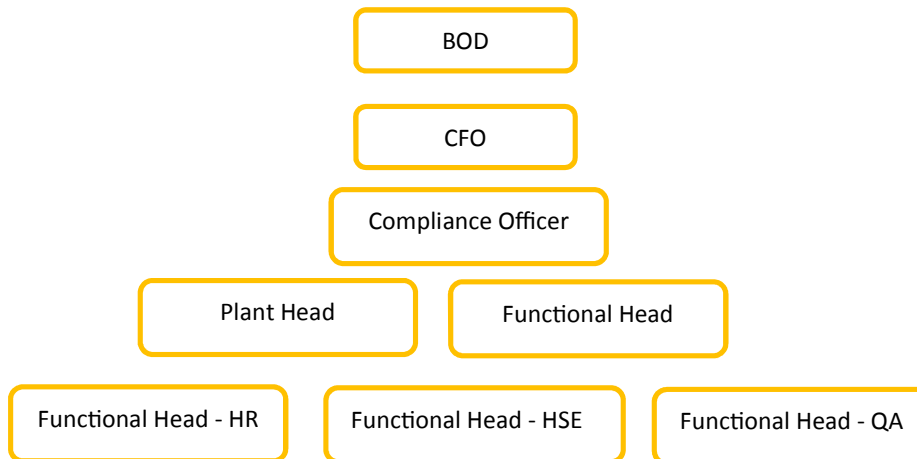 BOD
CFO
Compliance Officer
Plant Head
Functional Head
Functional Head - HR
Functional Head - HSE
Functional Head - QA